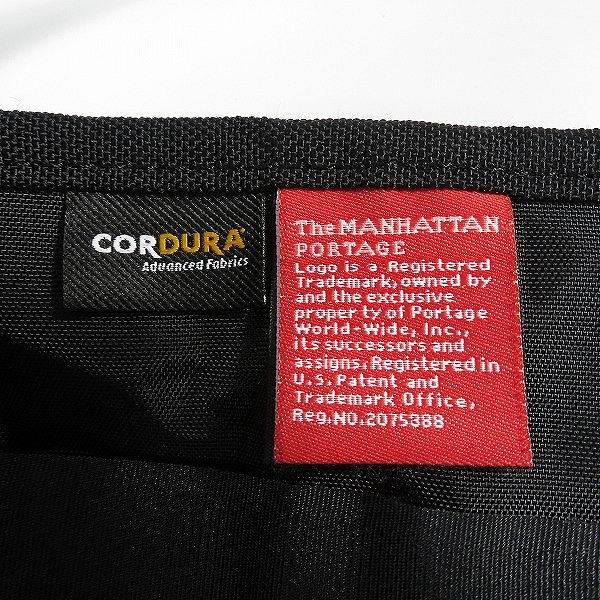 CORDURA®
Advanced Fabrics
The MANHATTAN
PORTAGE
Logo is a Registered
Trademark, owned by
and the exclusive
property of Portage
World-Wide, Inc.,
its successors and
assigns. Registered in
U.S. Patent and
Trademark Office,
Reg.NO.2075388